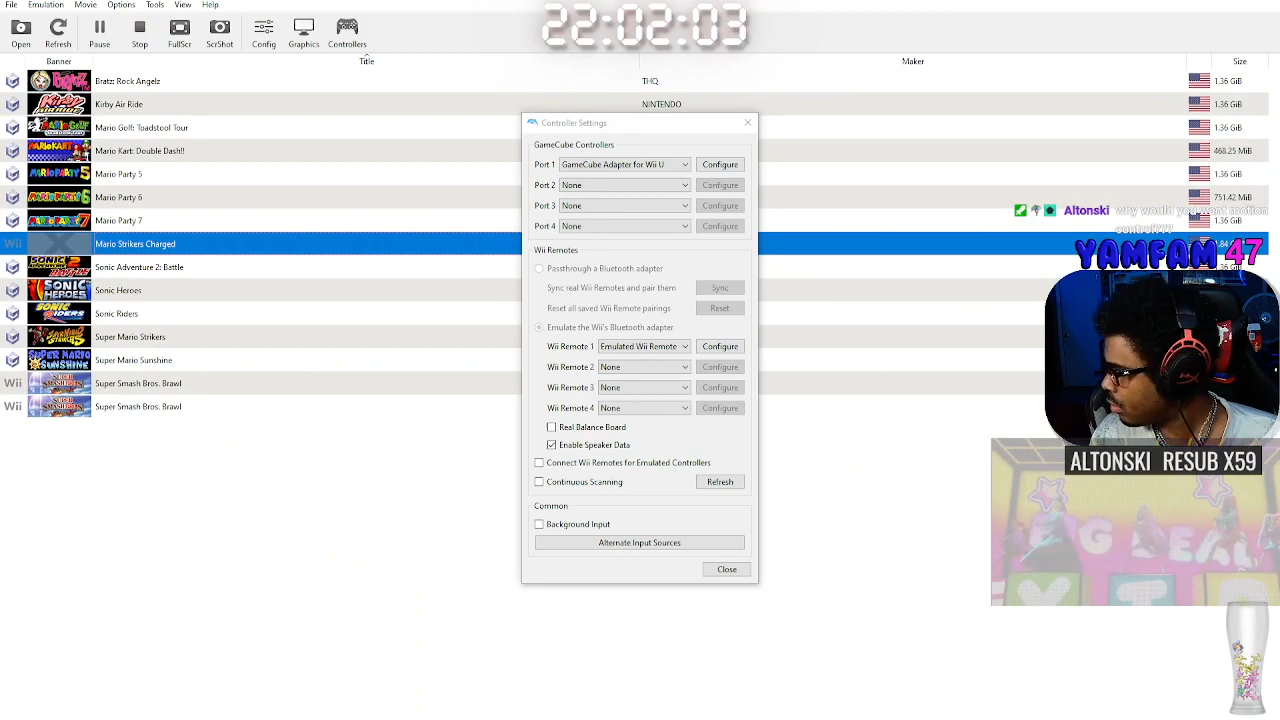 File Emulation Movie Options Tools View Help
22:02:03
Open Refresh Pause Stop FullScr ScrShot Config Graphics Controllers
Banner Title Maker Size
Bratz: Rock Angelz THQ 1.36 GiB
Kirby Air Ride NINTENDO 1.36 GiB
Mario Golf: Toadstool Tour 1.36 GiB
Mario Kart: Double Dash!! 468.25 MiB
Mario Party 5 1.36 GiB
Mario Party 6 751.42 MiB
Mario Party 7 1.36 GiB
Wii Mario Strikers Charged
Sonic Adventure 2: Battle 1.36 GiB
Sonic Heroes
Sonic Riders
Super Mario Strikers
Super Mario Sunshine
Wii Super Smash Bros. Brawl
Wii Super Smash Bros. Brawl
Controller Settings
GameCube Controllers
Port 1 GameCube Adapter for Wii U Configure
Port 2 None Configure
Port 3 None Configure
Port 4 None Configure
Wii Remotes
Passthrough a Bluetooth adapter
Sync real Wii Remotes and pair them Sync
Reset all saved Wii Remote pairings Reset
Emulate the Wii's Bluetooth adapter
Wii Remote 1 Emulated Wii Remote Configure
Wii Remote 2 None Configure
Wii Remote 3 None Configure
Wii Remote 4 None Configure
Real Balance Board
Enable Speaker Data
Connect Wii Remotes for Emulated Controllers
Continuous Scanning Refresh
Common
Background Input
Alternate Input Sources
Close
Altonski why would you want motion
control???
YAMFAM 47
ALTONSKI RESUB X59